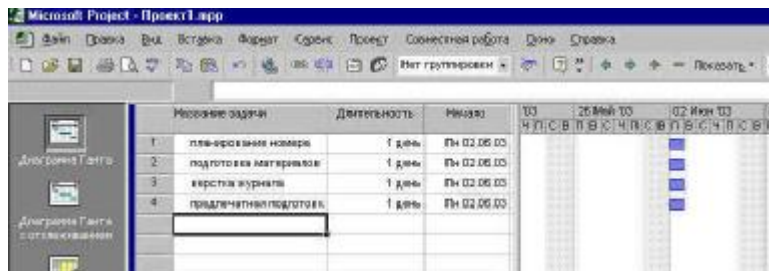 Microsoft Project - Проект1.mpp
Файл Правка Вид Вставка Формат Сервис Проект Совместная работа Окно Справка
Нет группировки Показать
Название задачи Длительность Начало '03 26 Май '03 02 Июн '03
Ч П С В П В С Ч П С В П В С Ч П С В
1 планирование номера 1 день Пн 02.06.03
2 подготовка материалов 1 день Пн 02.06.03
3 верстка журнала 1 день Пн 02.06.03
4 предпечатная подготовк 1 день Пн 02.06.03
Диаграмма Ганта
Диаграмма Ганта
с отслеживанием